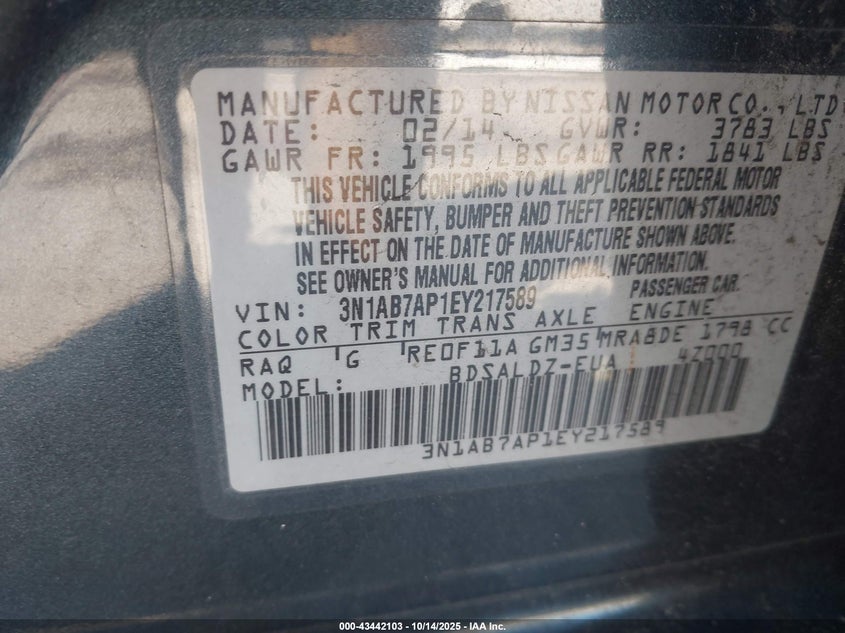 MANUFACTURED BY NISSAN MOTOR CO., LTD
DATE: 02/14 GVWR: 3783 LBS
GAWR FR: 1995 LBS GAWR RR: 1841 LBS
THIS VEHICLE CONFORMS TO ALL APPLICABLE FEDERAL MOTOR
VEHICLE SAFETY, BUMPER AND THEFT PREVENTION STANDARDS
IN EFFECT ON THE DATE OF MANUFACTURE SHOWN ABOVE.
SEE OWNER'S MANUAL FOR ADDITIONAL INFORMATION.
VIN: 3N1AB7AP1EY217589 PASSENGER CAR.
COLOR TRIM TRANS AXLE ENGINE
RAQ G RE0F11A GM35 MRA8DE 1798 CC
MODEL: BDSALDZ-EUA 4Z000
3N1AB7AP1EY217589
000-43442103 - 10/14/2025 - IAA Inc.